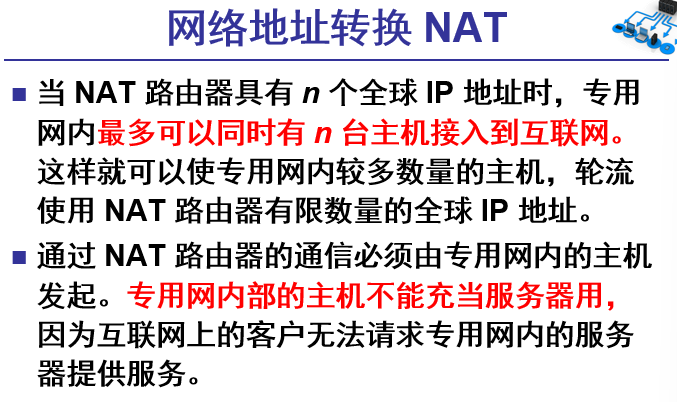 网络地址转换 NAT
当 NAT 路由器具有 n 个全球 IP 地址时，专用
网内最多可以同时有 n 台主机接入到互联网。
这样就可以使专用网内较多数量的主机，轮流
使用 NAT 路由器有限数量的全球 IP 地址。
通过 NAT 路由器的通信必须由专用网内的主机
发起。专用网内部的主机不能充当服务器用，
因为互联网上的客户无法请求专用网内的服务
器提供服务。